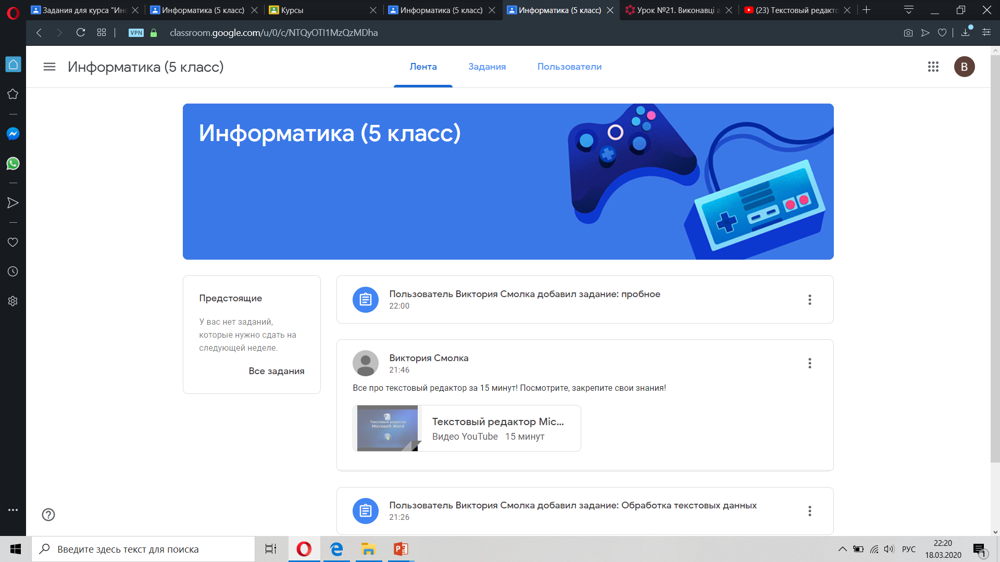 Задания для курса "Инс
Информатика (5 класс)
Курсы
Информатика (5 класс)
Информатика (5 класс)
Урок №21. Виконавці а
(23) Текстовый редакто
VPN
classroom.google.com/u/0/c/NTQyOTI1MzQzMDha
Информатика (5 класс)
Лента
Задания
Пользователи
В
Информатика (5 класс)
Предстоящие
У вас нет заданий,
которые нужно сдать на
следующей неделе.
Все задания
Пользователь Виктория Смолка добавил задание: пробное
22:00
Виктория Смолка
21:46
Все про текстовый редактор за 15 минут! Посмотрите, закрепите свои знания!
Текстовый редактор
Microsoft Word
Текстовый редактор Mic...
Видео YouTube 15 минут
Пользователь Виктория Смолка добавил задание: Обработка текстовых данных
21:26
Введите здесь текст для поиска
РУС
22:20
18.03.2020
1